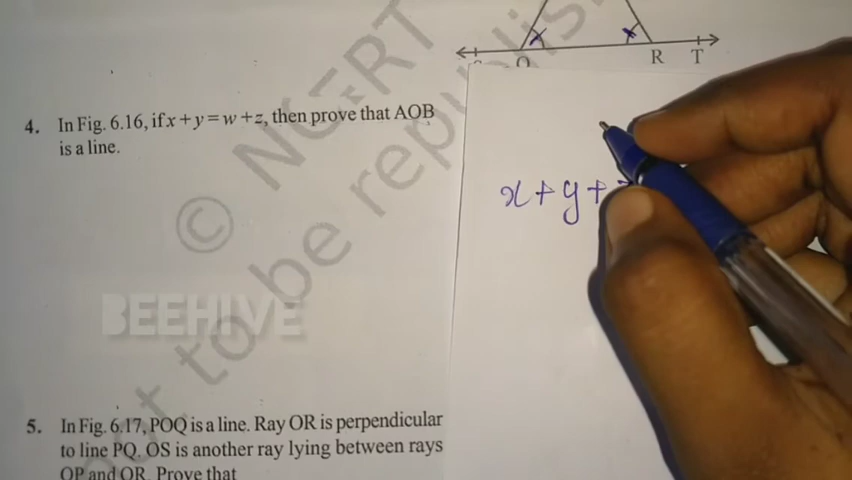 Q R T
4. In Fig. 6.16, if x + y = w + z, then prove that AOB
is a line.
x + y +
© NCERT
not to be republis
BEEHIVE
5. In Fig. 6.17, POQ is a line. Ray OR is perpendicular
to line PQ. OS is another ray lying between rays
OP and OR. Prove that